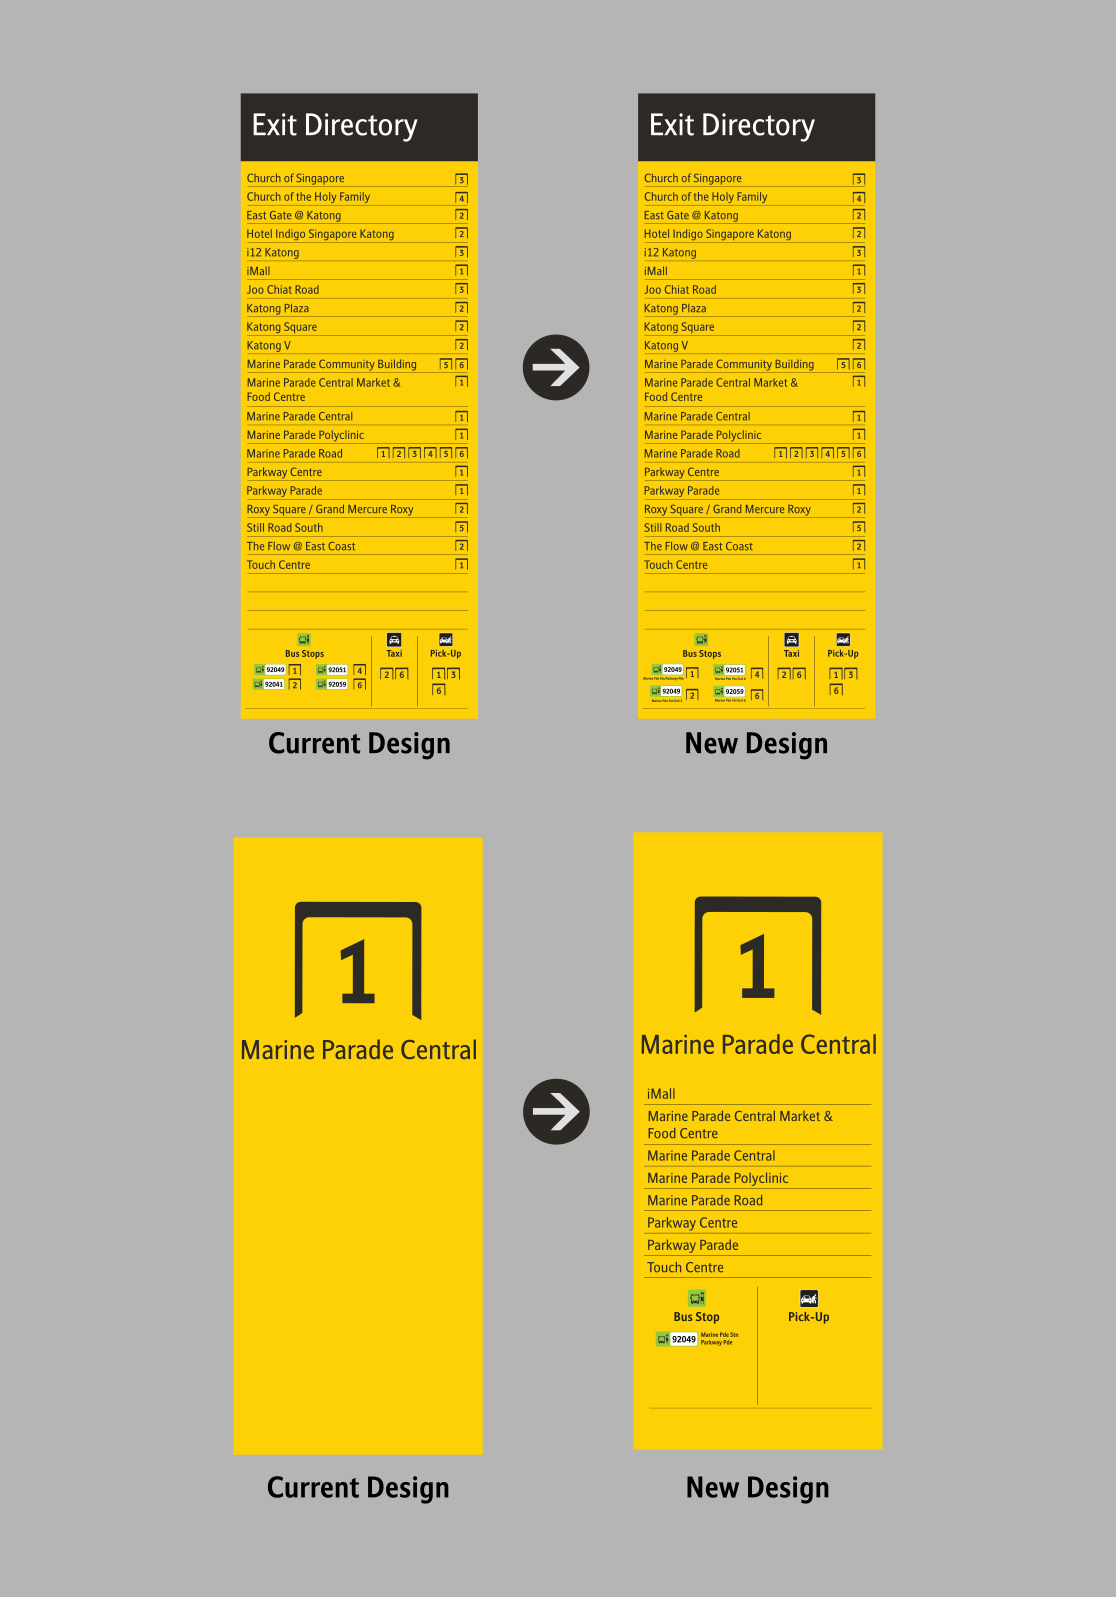 Exit Directory
Church of Singapore 3
Church of the Holy Family 4
East Gate @ Katong 2
Hotel Indigo Singapore Katong 2
i12 Katong 3
iMall 1
Joo Chiat Road 3
Katong Plaza 2
Katong Square 2
Katong V 2
Marine Parade Community Building 5 6
Marine Parade Central Market & 1
Food Centre
Marine Parade Central 1
Marine Parade Polyclinic 1
Marine Parade Road 1 2 3 4 5 6
Parkway Centre 1
Parkway Parade 1
Roxy Square / Grand Mercure Roxy 2
Still Road South 5
The Flow @ East Coast 2
Touch Centre 1
Bus Stops Taxi Pick-Up
92049 1 92051 4 2 6 1 3
92041 2 92059 6 6
Current Design
Exit Directory
Church of Singapore 3
Church of the Holy Family 4
East Gate @ Katong 2
Hotel Indigo Singapore Katong 2
i12 Katong 3
iMall 1
Joo Chiat Road 3
Katong Plaza 2
Katong Square 2
Katong V 2
Marine Parade Community Building 5 6
Marine Parade Central Market & 1
Food Centre
Marine Parade Central 1
Marine Parade Polyclinic 1
Marine Parade Road 1 2 3 4 5 6
Parkway Centre 1
Parkway Parade 1
Roxy Square / Grand Mercure Roxy 2
Still Road South 5
The Flow @ East Coast 2
Touch Centre 1
Bus Stops Taxi Pick-Up
92049 1 92051 4 2 6 1 3
Marine Pde Stn/Parkway Pde
92049 2 92059 6 6
New Design
1
Marine Parade Central
Current Design
1
Marine Parade Central
iMall
Marine Parade Central Market &
Food Centre
Marine Parade Central
Marine Parade Polyclinic
Marine Parade Road
Parkway Centre
Parkway Parade
Touch Centre
Bus Stop Pick-Up
92049 Marine Pde Stn
Parkway Pde
New Design